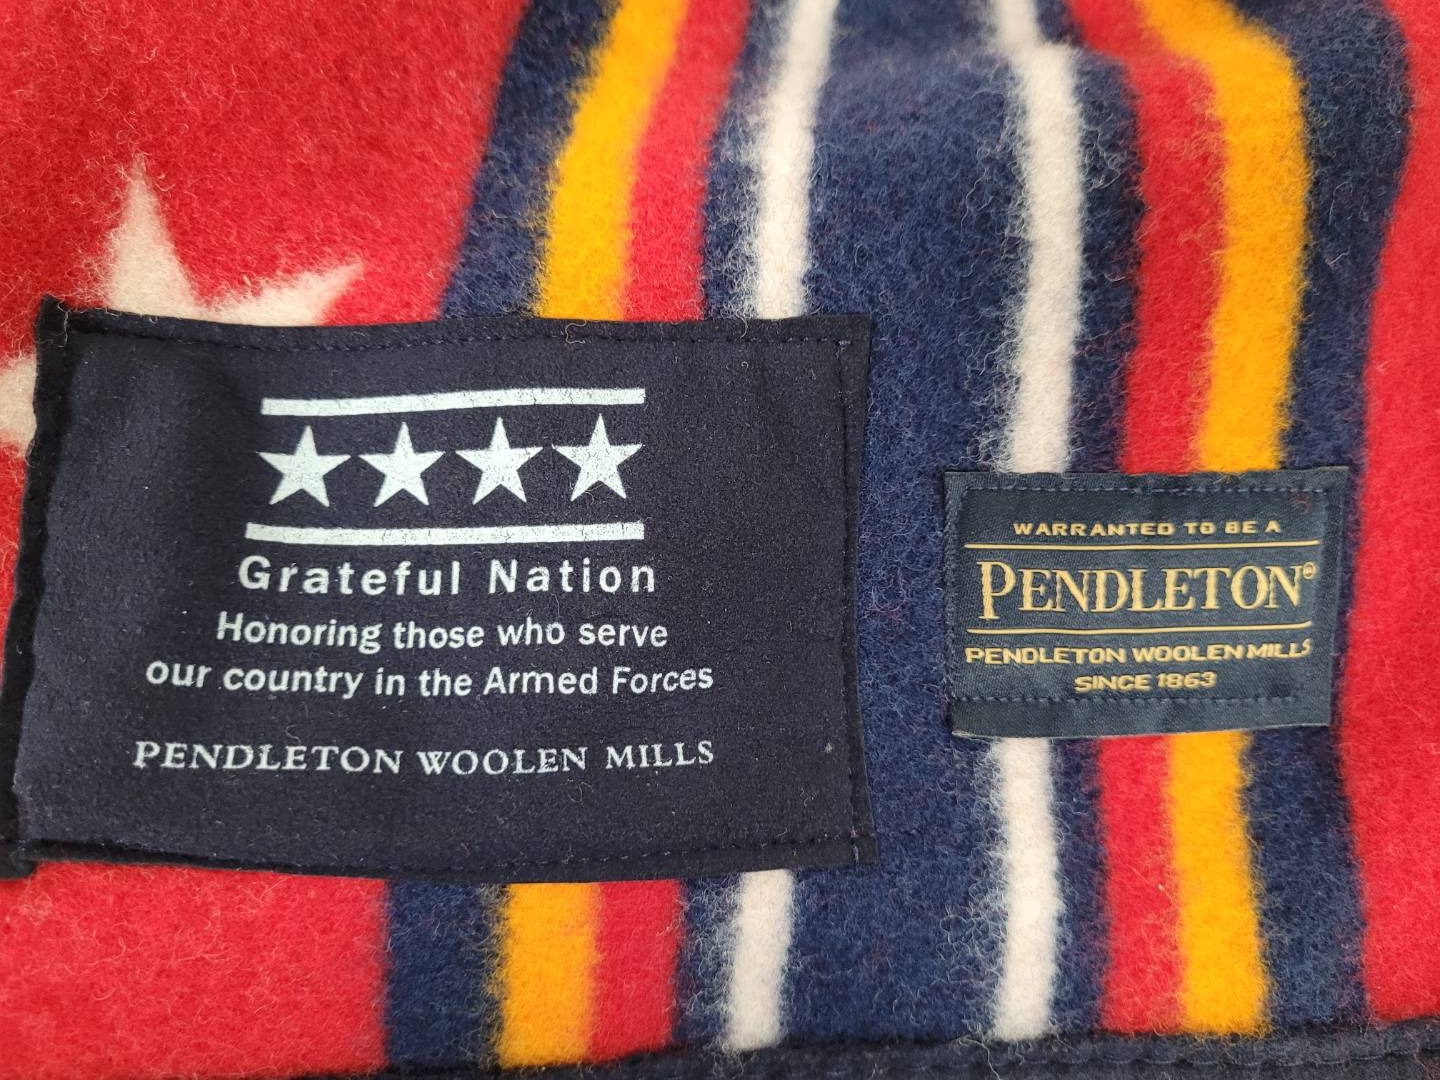 Grateful Nation
Honoring those who serve
our country in the Armed Forces
PENDLETON WOOLEN MILLS
WARRANTED TO BE A
PENDLETON®
PENDLETON WOOLEN MILLS
SINCE 1863